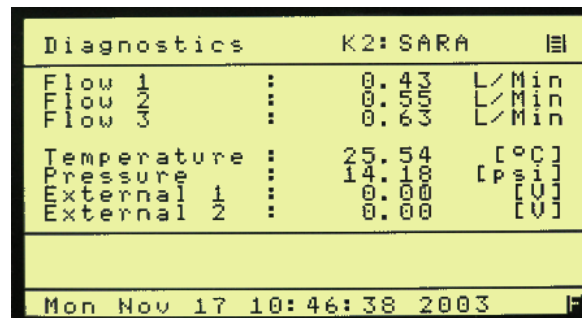 Diagnostics K2: SARA
Flow 1 : 0.43 L/Min
Flow 2 : 0.55 L/Min
Flow 3 : 0.63 L/Min
Temperature : 25.54 [ºC]
Pressure : 14.18 [psi]
External 1 : 0.00 [V]
External 2 : 0.00 [V]
Mon Nov 17 10:46:38 2003